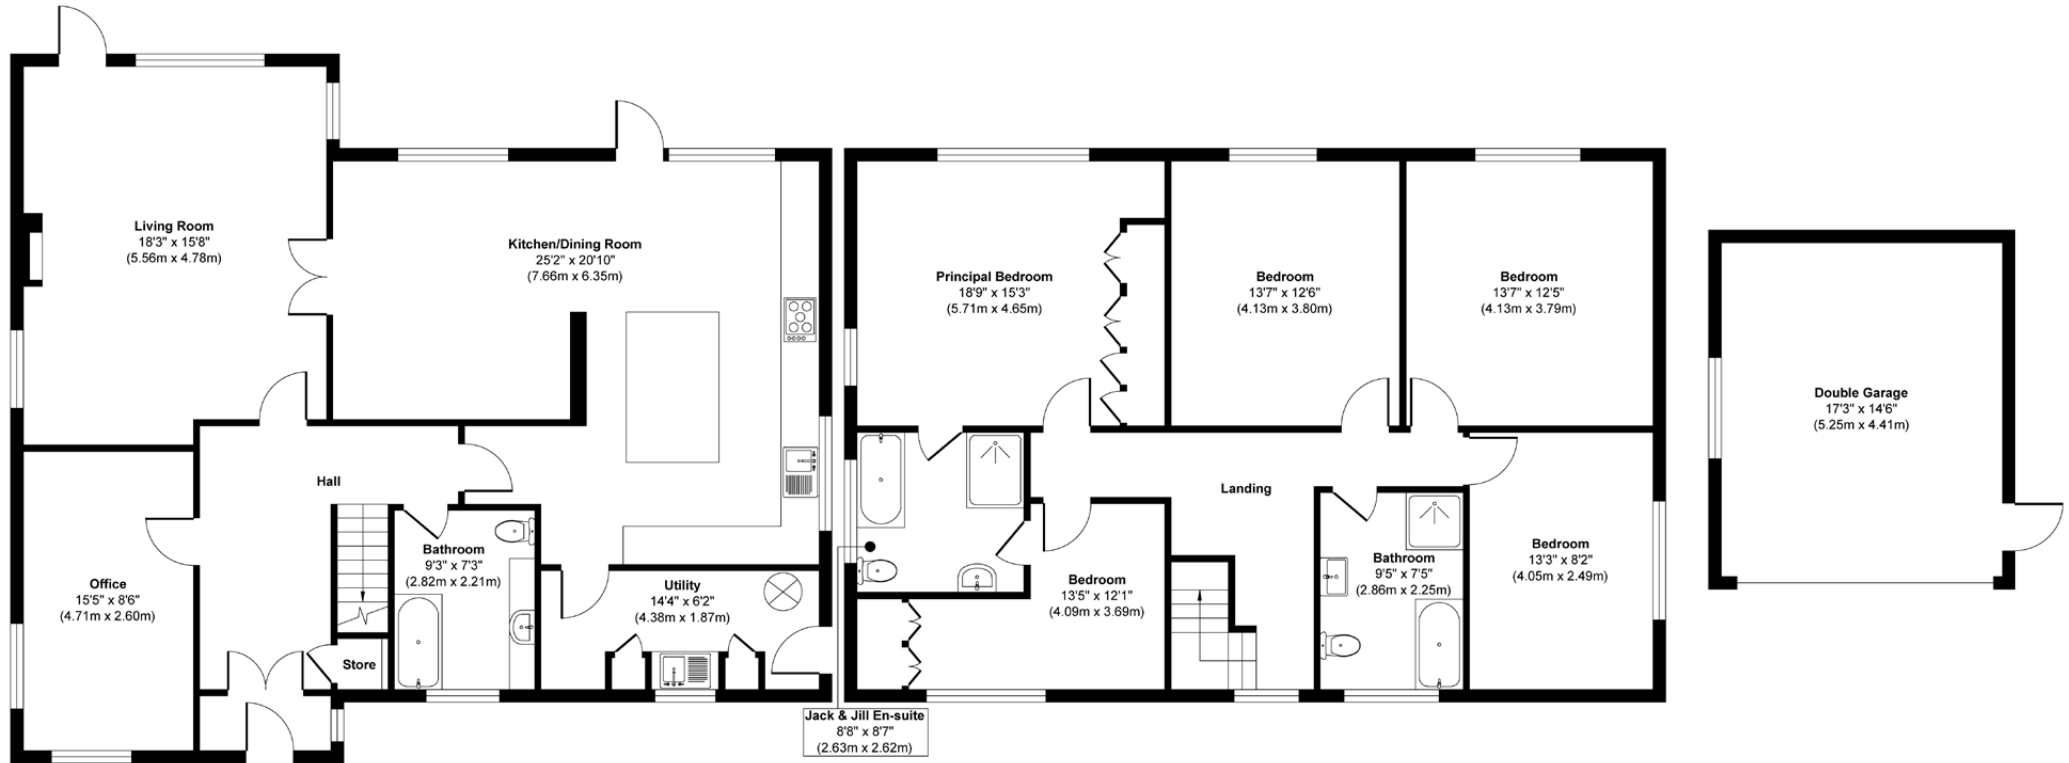 Living Room
18'3" x 15'8"
(5.56m x 4.78m)
Kitchen/Dining Room
25'2" x 20'10"
(7.66m x 6.35m)
Hall
Office
15'5" x 8'6"
(4.71m x 2.60m)
Bathroom
9'3" x 7'3"
(2.82m x 2.21m)
Store
Utility
14'4" x 6'2"
(4.38m x 1.87m)
Principal Bedroom
18'9" x 15'3"
(5.71m x 4.65m)
Bedroom
13'7" x 12'6"
(4.13m x 3.80m)
Bedroom
13'7" x 12'5"
(4.13m x 3.79m)
Landing
Bedroom
13'5" x 12'1"
(4.09m x 3.69m)
Bathroom
9'5" x 7'5"
(2.86m x 2.25m)
Bedroom
13'3" x 8'2"
(4.05m x 2.49m)
Jack & Jill En-suite
8'8" x 8'7"
(2.63m x 2.62m)
Double Garage
17'3" x 14'6"
(5.25m x 4.41m)